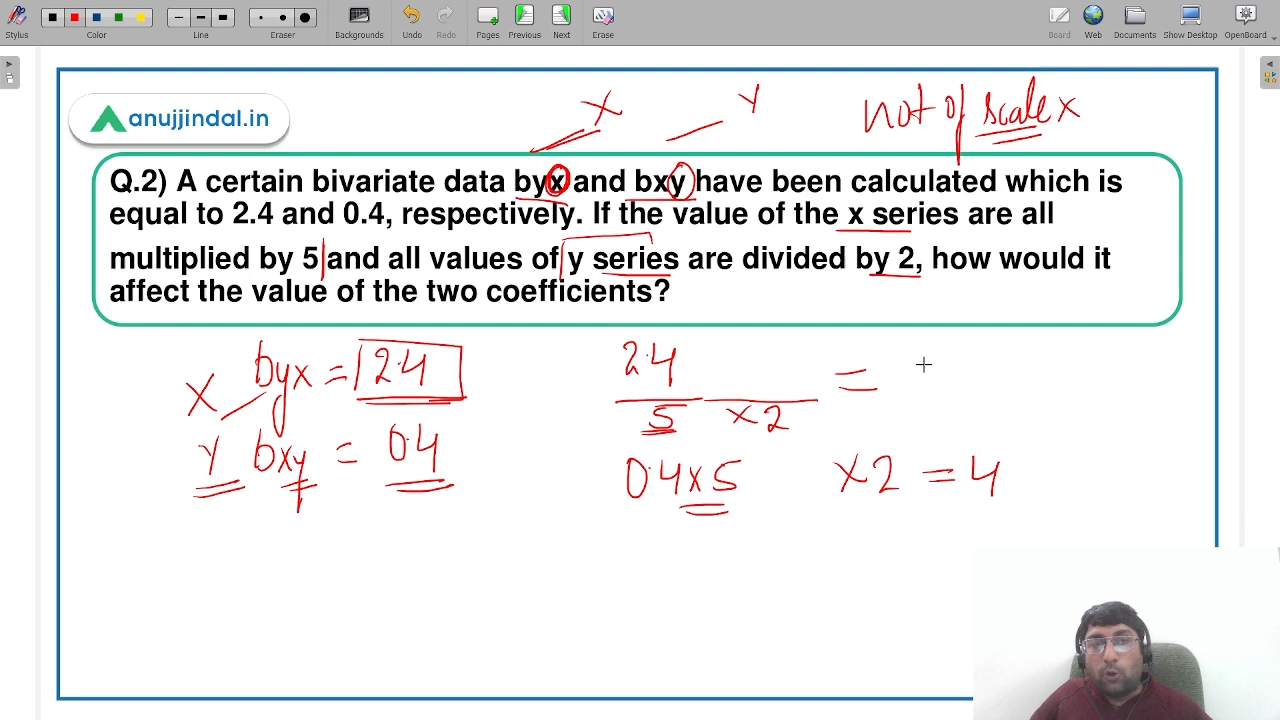 Stylus Color Line Eraser Backgrounds Undo Redo Pages Previous Next Erase Board Web Documents Show Desktop OpenBoard
anujjindal.in
X Y not of scale x
Q.2) A certain bivariate data byx and bxy have been calculated which is
equal to 2.4 and 0.4, respectively. If the value of the x series are all
multiplied by 5 and all values of y series are divided by 2, how would it
affect the value of the two coefficients?
X byx = 2.4
Y bxy = 0.4
2.4
5 x 2 =
0.4 x 5 x 2 = 4